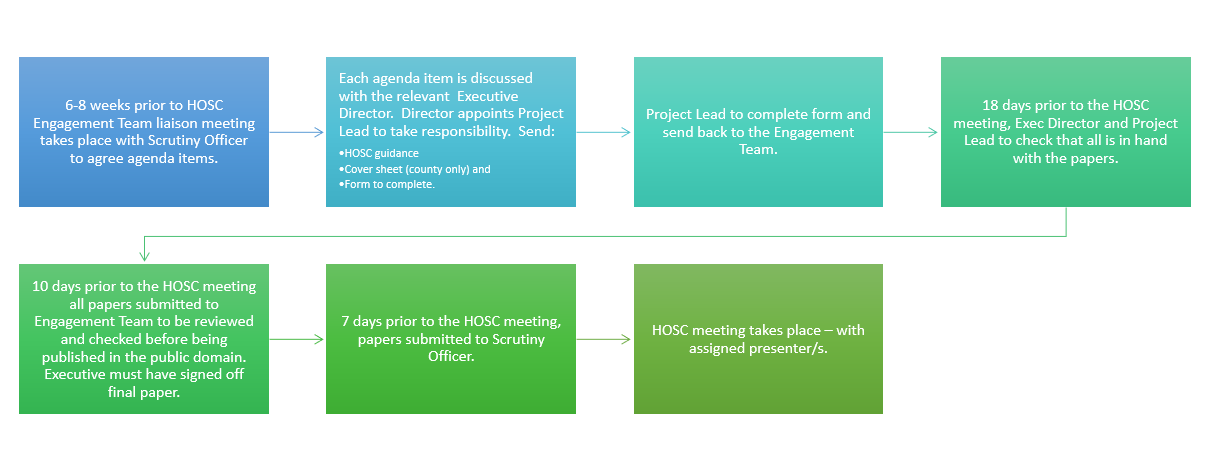 6-8 weeks prior to HOSC
Engagement Team liaison meeting
takes place with Scrutiny Officer
to agree agenda items.
Each agenda item is discussed
with the relevant  Executive
Director.  Director appoints Project
Lead to take responsibility.  Send:
•HOSC guidance
•Cover sheet (county only) and
•Form to complete.
Project Lead to complete form and
send back to the Engagement
Team.
18 days prior to the HOSC
meeting, Exec Director and Project
Lead to check that all is in hand
with the papers.
10 days prior to the HOSC meeting
all papers submitted to
Engagement Team to be reviewed
and checked before being
published in the public domain.
Executive must have signed off
final paper.
7 days prior to the HOSC meeting,
papers submitted to Scrutiny
Officer.
HOSC meeting takes place – with
assigned presenter/s.